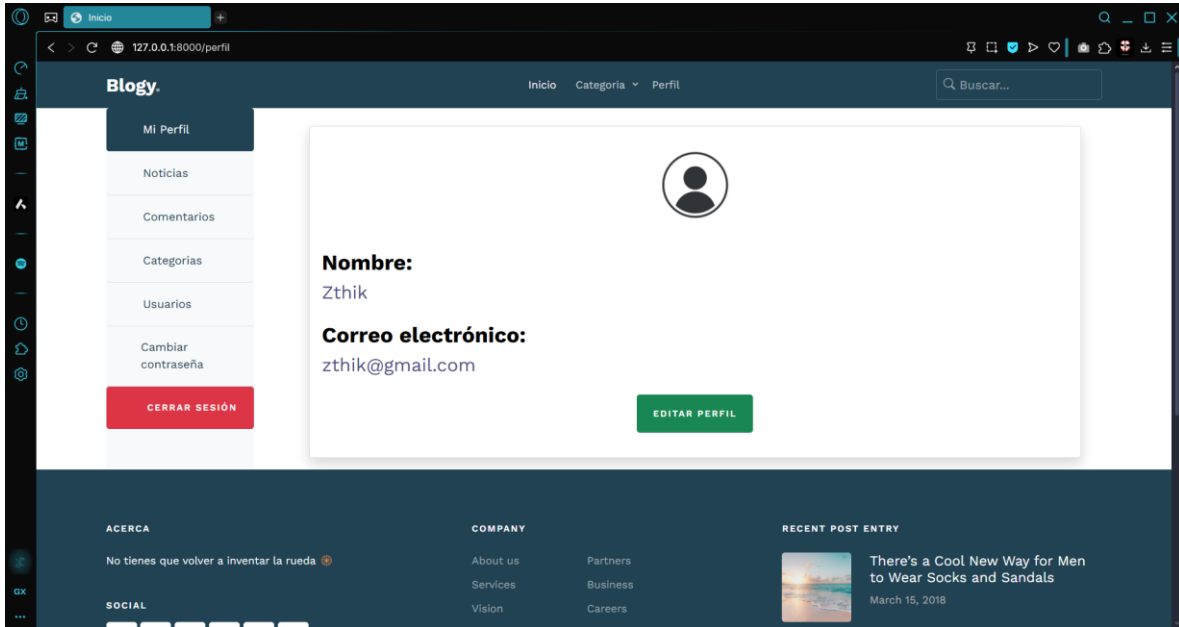 Inicio
127.0.0.1:8000/perfil
Blogy.
Inicio Categoria Perfil
Buscar...
Mi Perfil
Noticias
Comentarios
Categorias
Usuarios
Cambiar
contraseña
CERRAR SESIÓN
Nombre:
Zthik
Correo electrónico:
zthik@gmail.com
EDITAR PERFIL
ACERCA
No tienes que volver a inventar la rueda
SOCIAL
COMPANY
About us Partners
Services Business
Vision Careers
RECENT POST ENTRY
There's a Cool New Way for Men
to Wear Socks and Sandals
March 15, 2018
GX
M